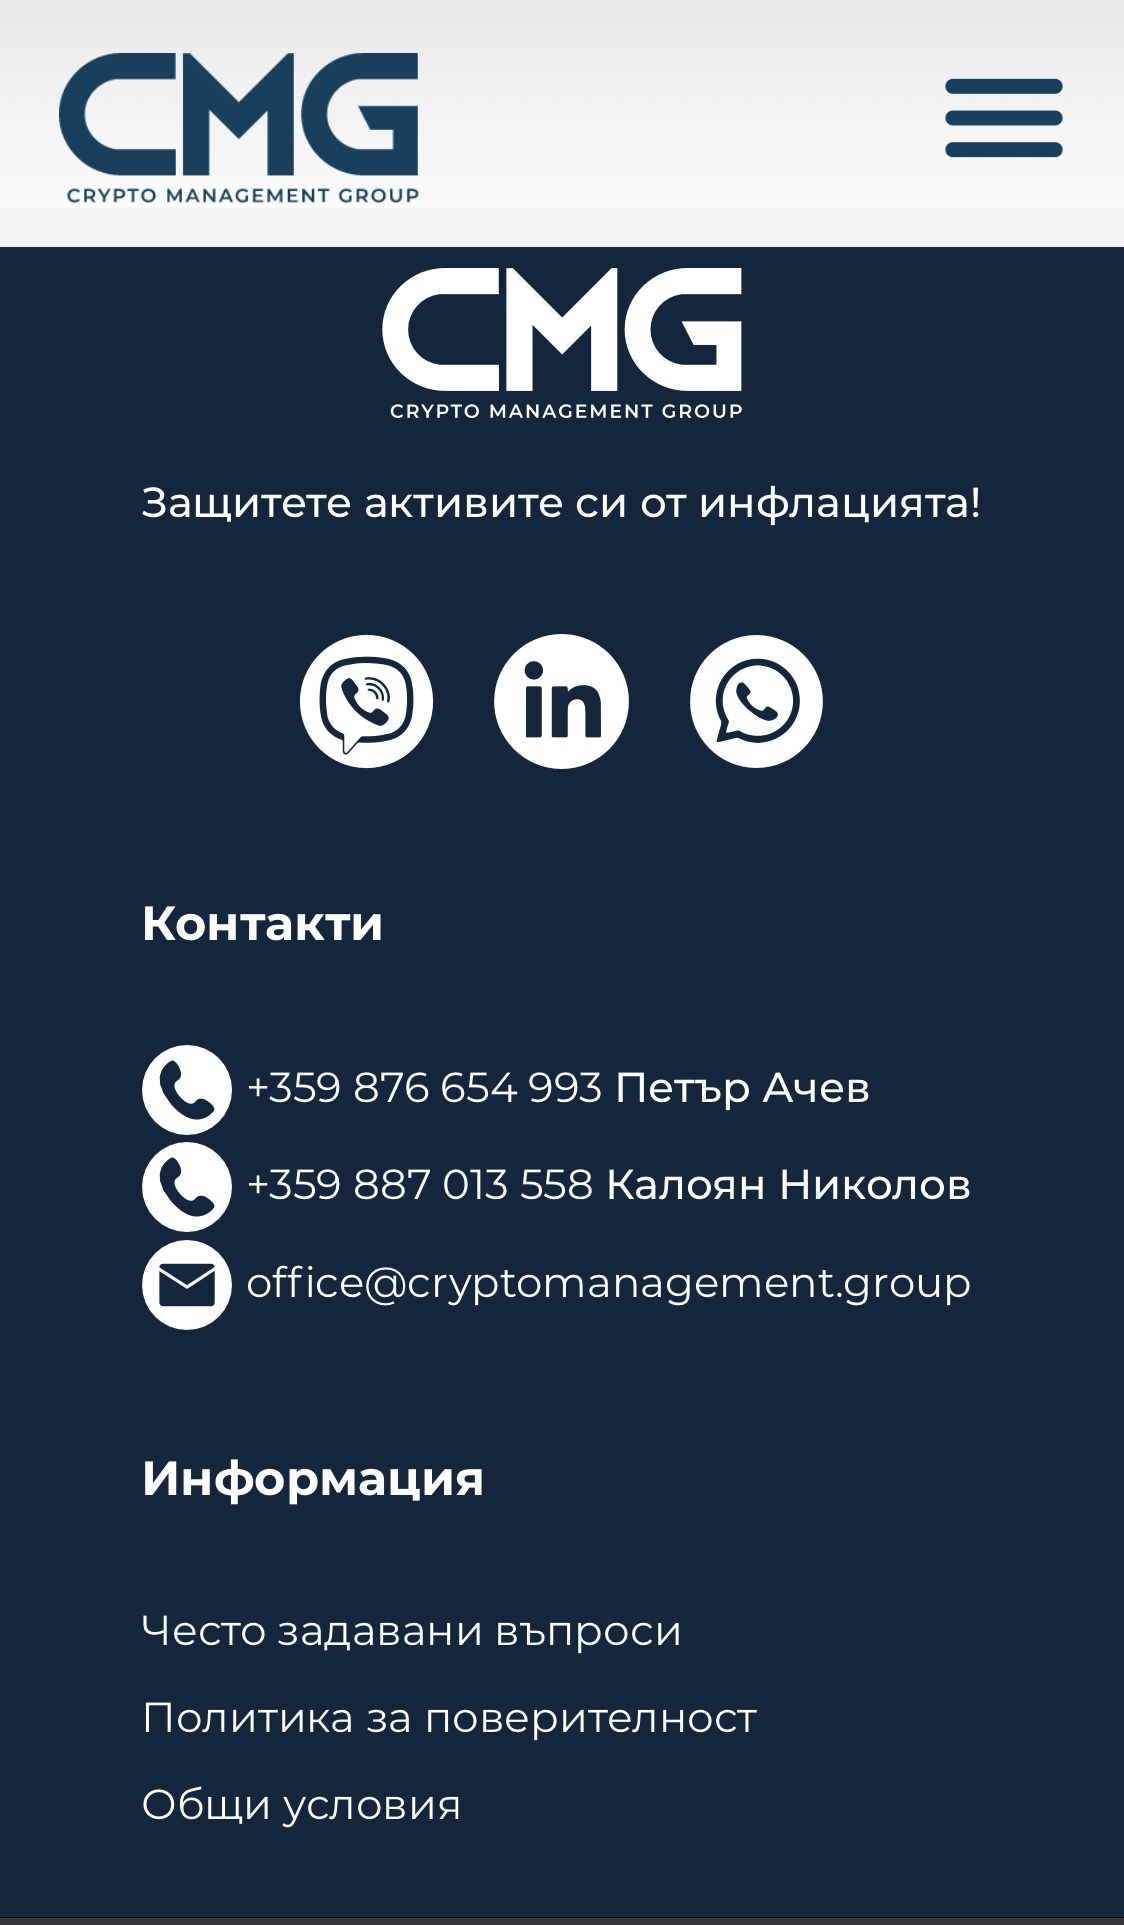 CMG
CRYPTO MANAGEMENT GROUP
CMG
CRYPTO MANAGEMENT GROUP
Защитете активите си от инфлацията!
in
Контакти
+359 876 654 993 Петър Ачев
+359 887 013 558 Калоян Николов
office@cryptomanagement.group
Информация
Често задавани въпроси
Политика за поверителност
Общи условия